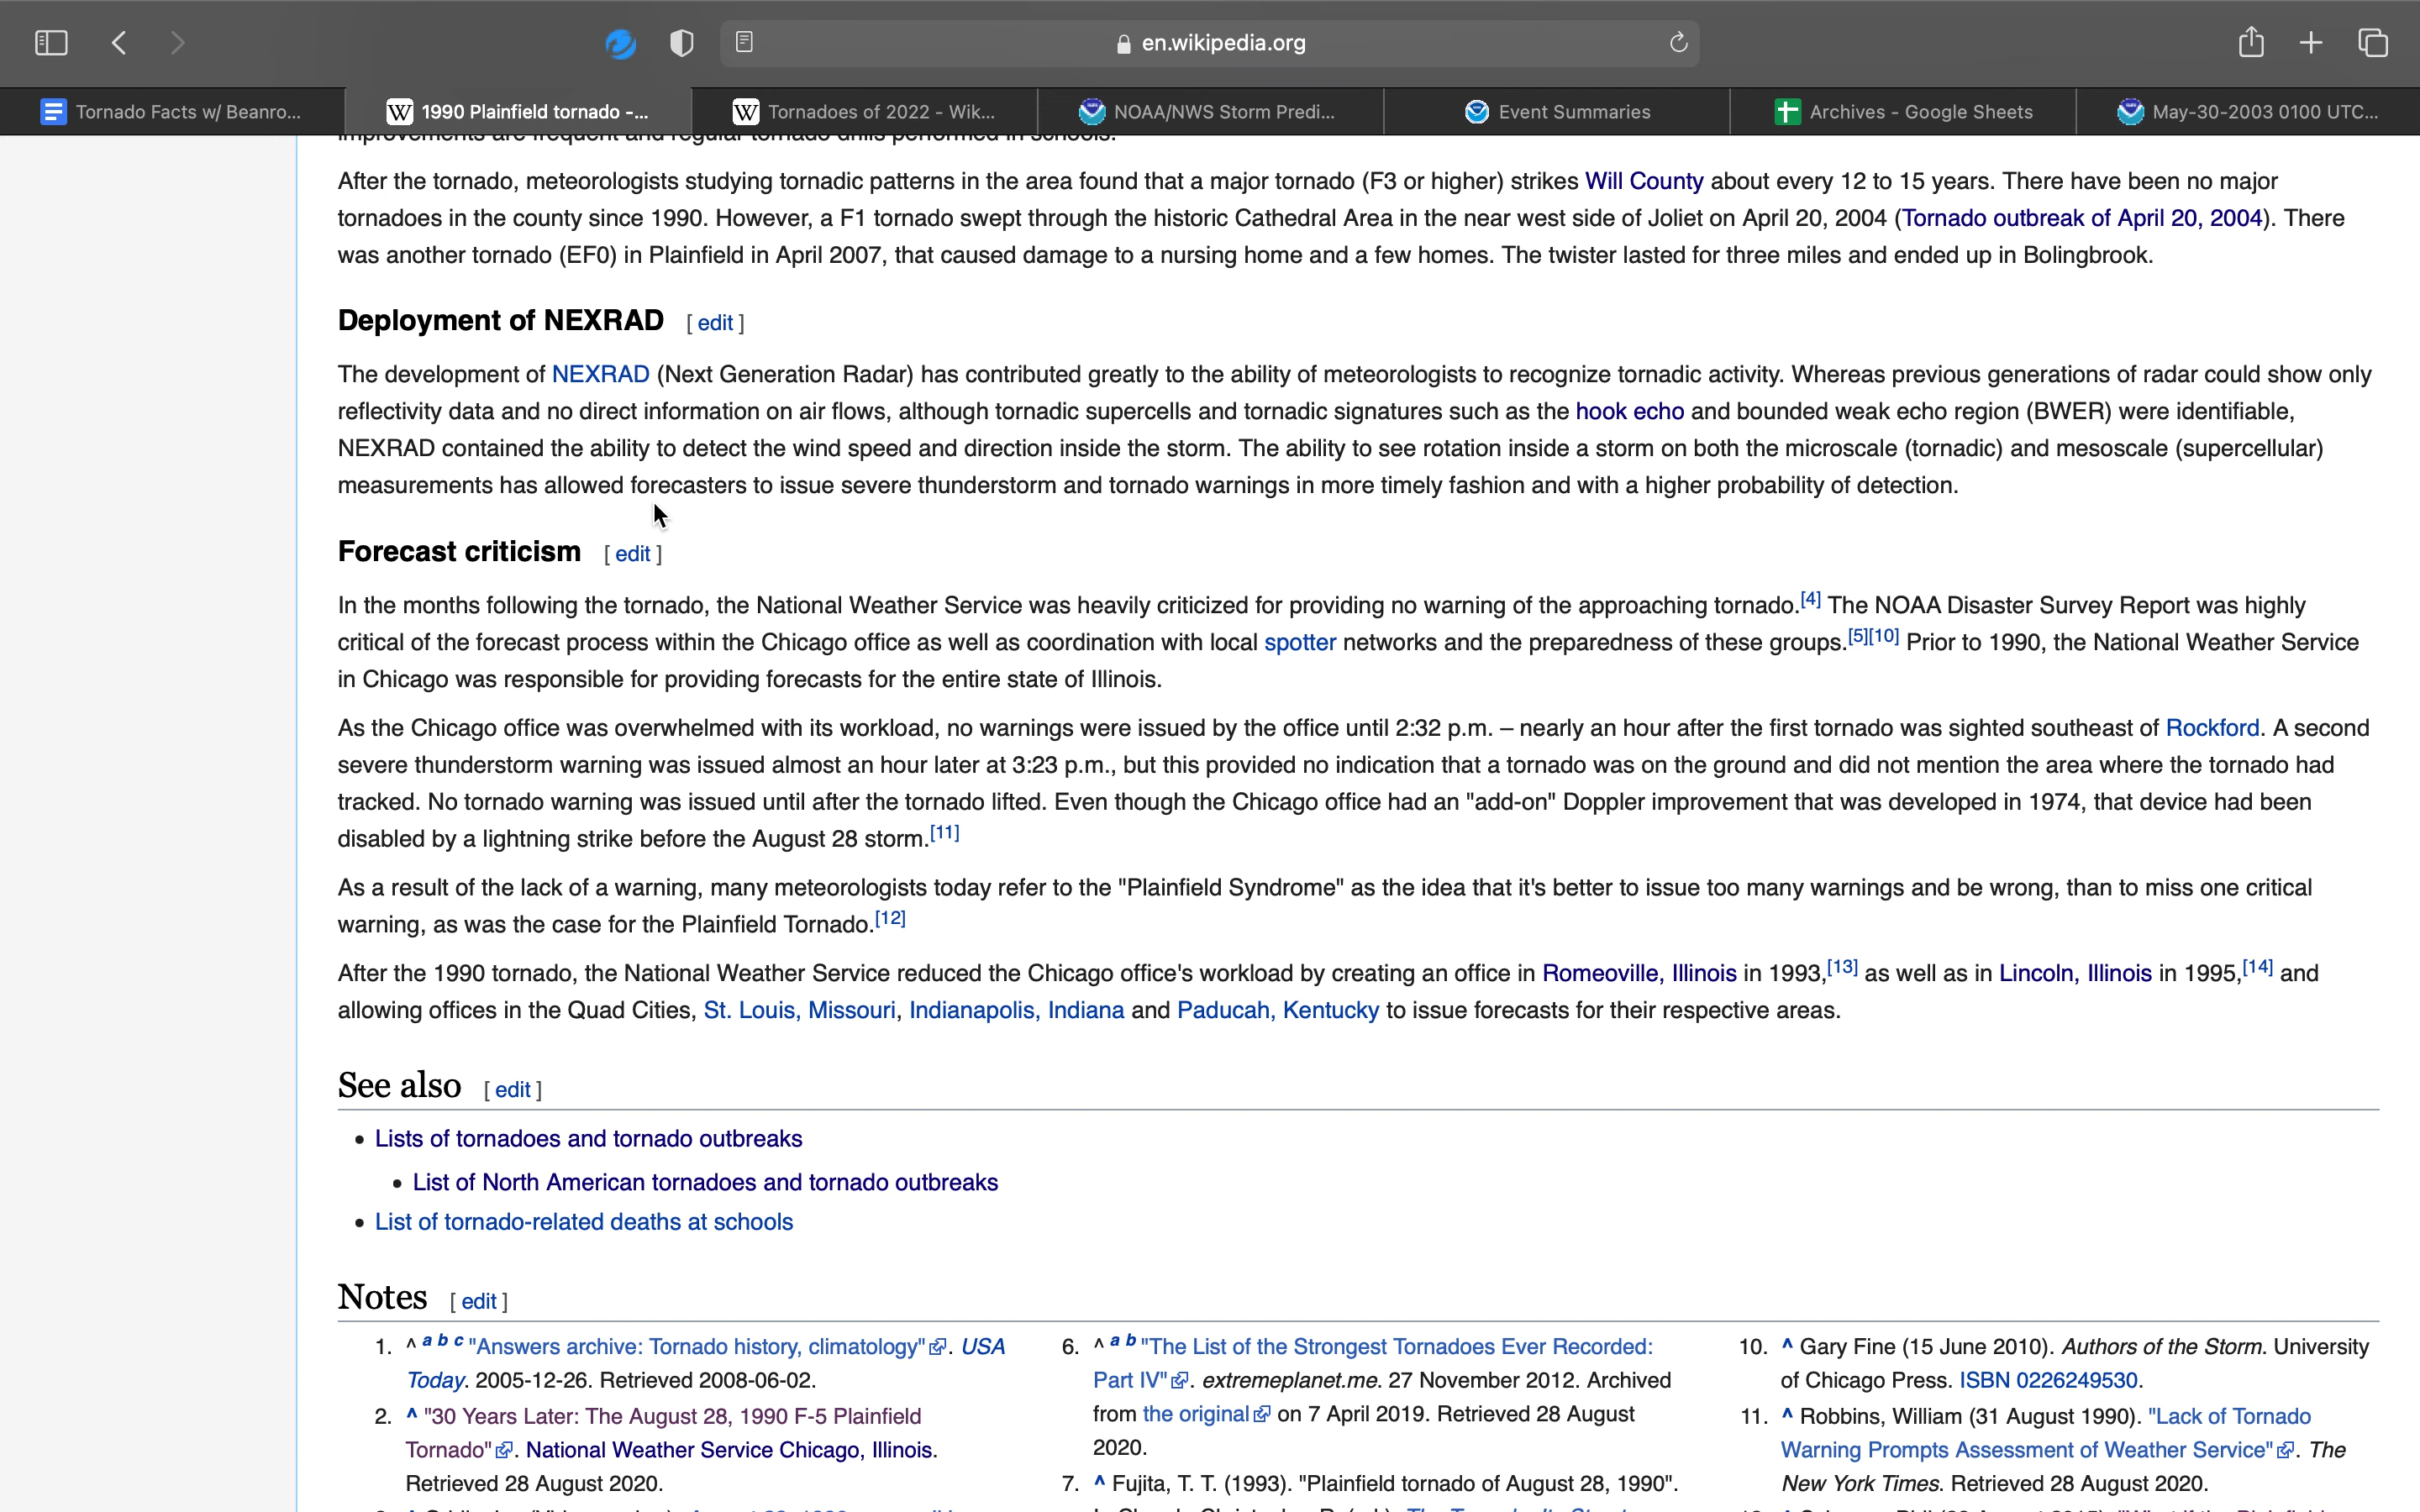 en.wikipedia.org
Tornado Facts w/ Beanro...
1990 Plainfield tornado -...
Tornadoes of 2022 - Wik...
NOAA/NWS Storm Predi...
Event Summaries
Archives - Google Sheets
May-30-2003 0100 UTC...
improvements are frequent and regular tornado drills performed in schools.
After the tornado, meteorologists studying tornadic patterns in the area found that a major tornado (F3 or higher) strikes Will County about every 12 to 15 years. There have been no major
tornadoes in the county since 1990. However, a F1 tornado swept through the historic Cathedral Area in the near west side of Joliet on April 20, 2004 (Tornado outbreak of April 20, 2004). There
was another tornado (EF0) in Plainfield in April 2007, that caused damage to a nursing home and a few homes. The twister lasted for three miles and ended up in Bolingbrook.
Deployment of NEXRAD [ edit ]
The development of NEXRAD (Next Generation Radar) has contributed greatly to the ability of meteorologists to recognize tornadic activity. Whereas previous generations of radar could show only
reflectivity data and no direct information on air flows, although tornadic supercells and tornadic signatures such as the hook echo and bounded weak echo region (BWER) were identifiable,
NEXRAD contained the ability to detect the wind speed and direction inside the storm. The ability to see rotation inside a storm on both the microscale (tornadic) and mesoscale (supercellular)
measurements has allowed forecasters to issue severe thunderstorm and tornado warnings in more timely fashion and with a higher probability of detection.
Forecast criticism [ edit ]
In the months following the tornado, the National Weather Service was heavily criticized for providing no warning of the approaching tornado.[4] The NOAA Disaster Survey Report was highly
critical of the forecast process within the Chicago office as well as coordination with local spotter networks and the preparedness of these groups.[5][10] Prior to 1990, the National Weather Service
in Chicago was responsible for providing forecasts for the entire state of Illinois.
As the Chicago office was overwhelmed with its workload, no warnings were issued by the office until 2:32 p.m. – nearly an hour after the first tornado was sighted southeast of Rockford. A second
severe thunderstorm warning was issued almost an hour later at 3:23 p.m., but this provided no indication that a tornado was on the ground and did not mention the area where the tornado had
tracked. No tornado warning was issued until after the tornado lifted. Even though the Chicago office had an "add-on" Doppler improvement that was developed in 1974, that device had been
disabled by a lightning strike before the August 28 storm.[11]
As a result of the lack of a warning, many meteorologists today refer to the "Plainfield Syndrome" as the idea that it's better to issue too many warnings and be wrong, than to miss one critical
warning, as was the case for the Plainfield Tornado.[12]
After the 1990 tornado, the National Weather Service reduced the Chicago office's workload by creating an office in Romeoville, Illinois in 1993,[13] as well as in Lincoln, Illinois in 1995,[14] and
allowing offices in the Quad Cities, St. Louis, Missouri, Indianapolis, Indiana and Paducah, Kentucky to issue forecasts for their respective areas.
See also [ edit ]
• Lists of tornadoes and tornado outbreaks
• List of North American tornadoes and tornado outbreaks
• List of tornado-related deaths at schools
Notes [ edit ]
1. ^ a b c "Answers archive: Tornado history, climatology". USA
Today. 2005-12-26. Retrieved 2008-06-02.
2. ^ "30 Years Later: The August 28, 1990 F-5 Plainfield
Tornado". National Weather Service Chicago, Illinois.
Retrieved 28 August 2020.
6. ^ a b "The List of the Strongest Tornadoes Ever Recorded:
Part IV". extremeplanet.me. 27 November 2012. Archived
from the original on 7 April 2019. Retrieved 28 August
2020.
7. ^ Fujita, T. T. (1993). "Plainfield tornado of August 28, 1990".
10. ^ Gary Fine (15 June 2010). Authors of the Storm. University
of Chicago Press. ISBN 0226249530.
11. ^ Robbins, William (31 August 1990). "Lack of Tornado
Warning Prompts Assessment of Weather Service". The
New York Times. Retrieved 28 August 2020.